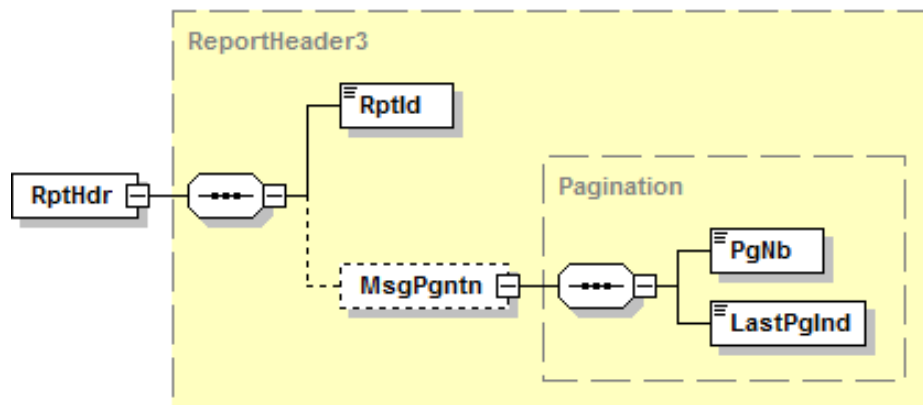 ReportHeader3
RptId
RptHdr
Pagination
PgNb
MsgPgntn
LastPgInd